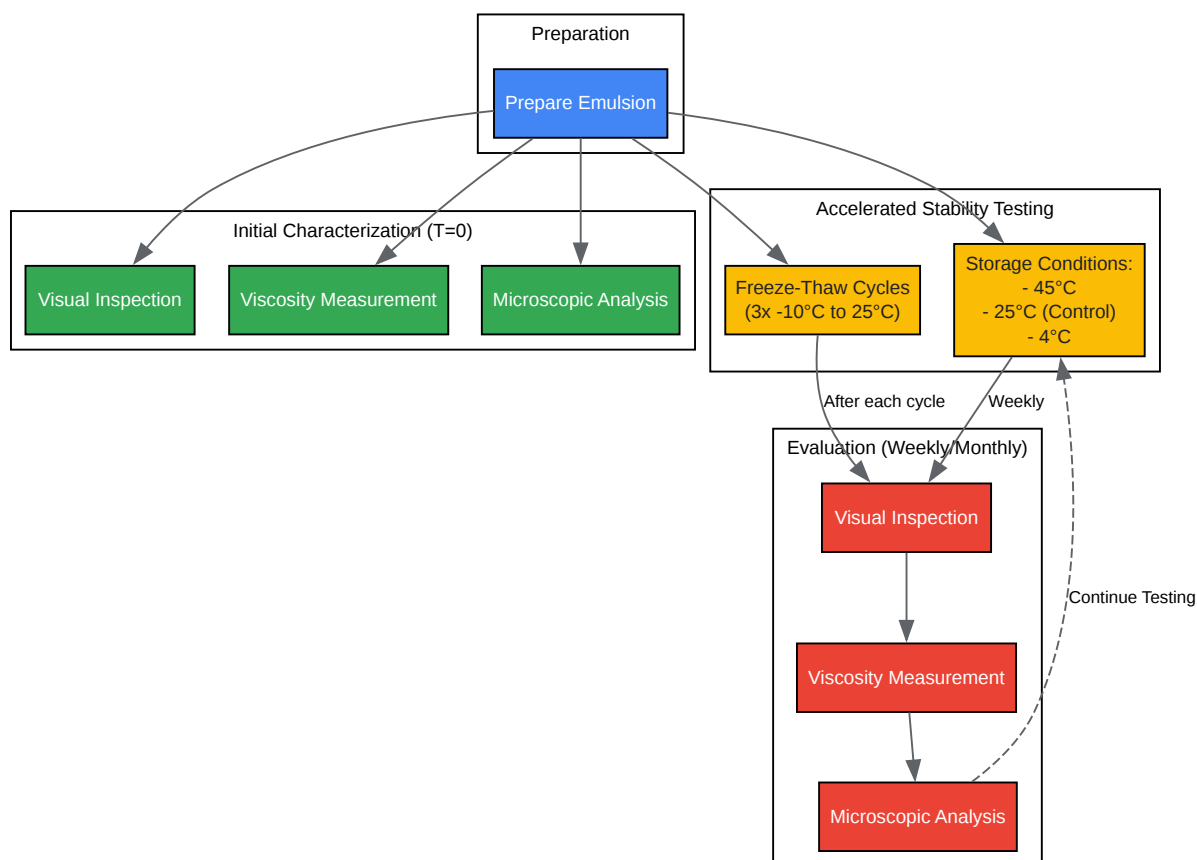 Preparation
Prepare Emulsion
Initial Characterization (T=0)
Visual Inspection
Viscosity Measurement
Microscopic Analysis
Accelerated Stability Testing
Freeze-Thaw Cycles
(3x -10°C to 25°C)
Storage Conditions:
- 45°C
- 25°C (Control)
- 4°C
After each cycle
Weekly
Evaluation (Weekly/Monthly)
Visual Inspection
Continue Testing
Viscosity Measurement
Microscopic Analysis